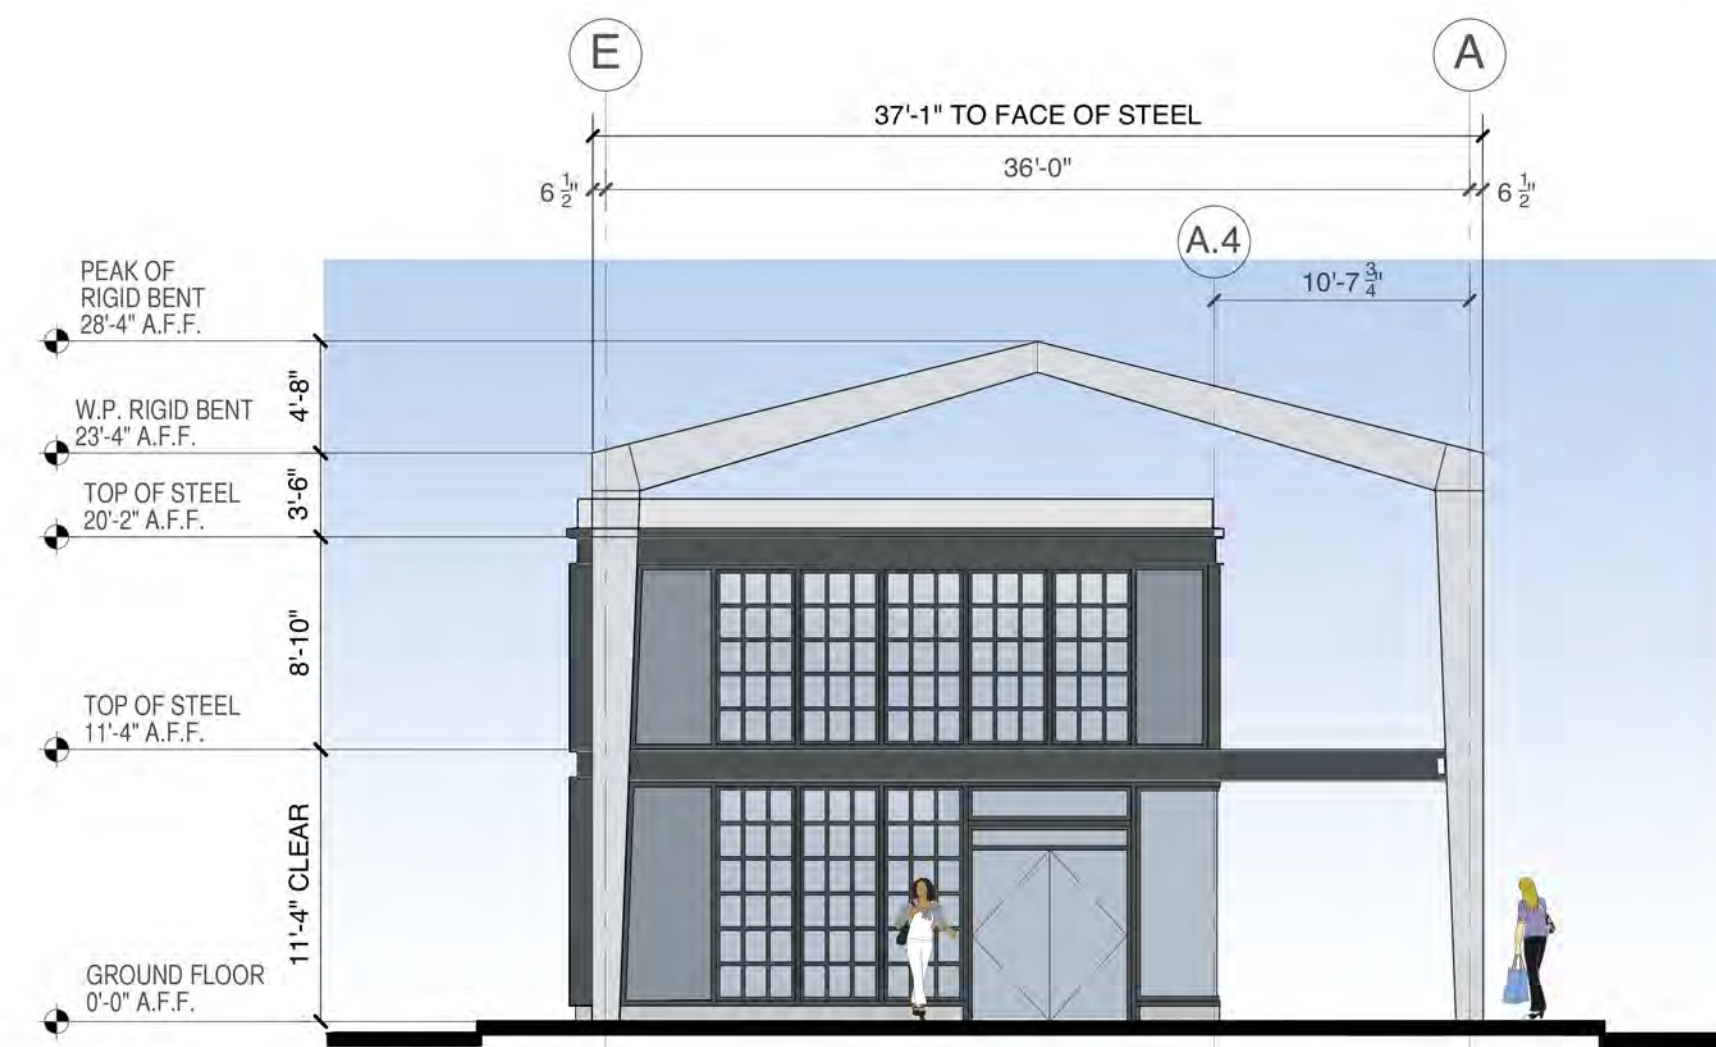 E
A
37'-1" TO FACE OF STEEL
36'-0"
6 1/2"
6 1/2"
A.4
10'-7 3/4"
PEAK OF
RIGID BENT
28'-4" A.F.F.
4'-8"
W.P. RIGID BENT
23'-4" A.F.F.
3'-6"
TOP OF STEEL
20'-2" A.F.F.
8'-10"
TOP OF STEEL
11'-4" A.F.F.
11'-4" CLEAR
GROUND FLOOR
0'-0" A.F.F.